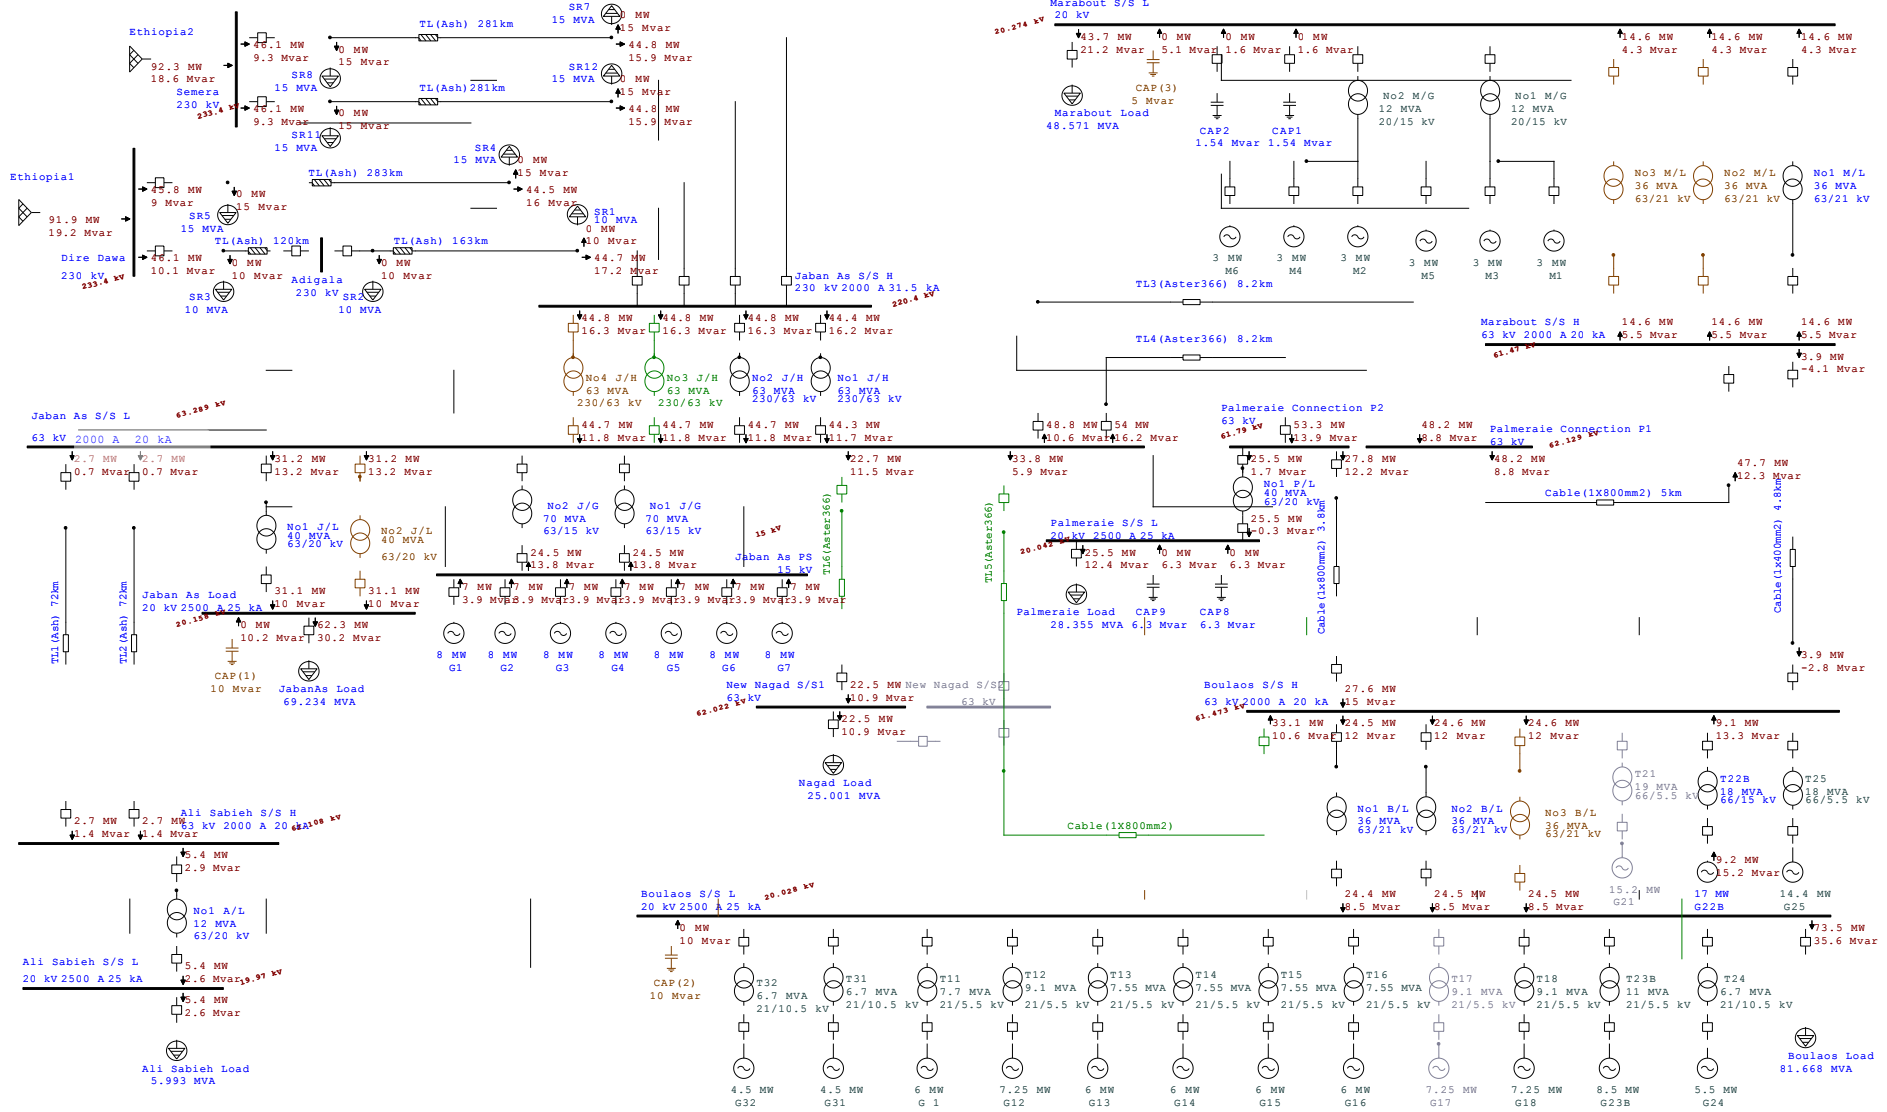 Ethiopia2
92.3 MW
18.6 Mvar
Semera
230 kV
233.4 kV
46.1 MW
9.3 Mvar
46.1 MW
9.3 Mvar
TL(Ash) 281km
0 MW
15 Mvar
SR8
15 MVA
SR7
15 MVA
0 MW
15 Mvar
44.8 MW
15.9 Mvar
TL(Ash)281km
0 MW
15 Mvar
SR11
15 MVA
SR12
15 MVA
0 MW
15 Mvar
44.8 MW
15.9 Mvar
Ethiopia1
91.9 MW
19.2 Mvar
Dire Dawa
230 kV
233.4 kV
45.8 MW
9 Mvar
0 MW
15 Mvar
SR5
15 MVA
TL(Ash) 283km
SR4
15 MVA
0 MW
15 Mvar
44.5 MW
16 Mvar
46.1 MW
10.1 Mvar
TL(Ash) 120km
0 MW
10 Mvar
SR3
10 MVA
Adigala
230 kV
TL(Ash) 163km
0 MW
10 Mvar
SR2
10 MVA
SR1
10 MVA
0 MW
10 Mvar
44.7 MW
17.2 Mvar
Jaban As S/S H
230 kV 2000 A 31.5 kA
220.4 kV
44.8 MW
16.3 Mvar
44.8 MW
16.3 Mvar
44.8 MW
16.3 Mvar
44.4 MW
16.2 Mvar
No4 J/H
63 MVA
230/63 kV
No3 J/H
63 MVA
230/63 kV
No2 J/H
63 MVA
230/63 kV
No1 J/H
63 MVA
230/63 kV
44.7 MW
11.8 Mvar
44.7 MW
11.8 Mvar
44.7 MW
11.8 Mvar
44.3 MW
11.7 Mvar
Marabout S/S L
20 kV
20.274 kV
43.7 MW
21.2 Mvar
0 MW
5.1 Mvar
0 MW
1.6 Mvar
0 MW
1.6 Mvar
14.6 MW
4.3 Mvar
14.6 MW
4.3 Mvar
14.6 MW
4.3 Mvar
Marabout Load
48.571 MVA
CAP(3)
5 Mvar
CAP2
1.54 Mvar
CAP1
1.54 Mvar
No2 M/G
12 MVA
20/15 kV
No1 M/G
12 MVA
20/15 kV
3 MW
M6
3 MW
M4
3 MW
M2
3 MW
M5
3 MW
M3
3 MW
M1
No3 M/L
36 MVA
63/21 kV
No2 M/L
36 MVA
63/21 kV
No1 M/L
36 MVA
63/21 kV
TL3(Aster366) 8.2km
TL4(Aster366) 8.2km
Marabout S/S H
63 kV 2000 A 20 kA
61.47 kV
14.6 MW
5.5 Mvar
14.6 MW
5.5 Mvar
14.6 MW
5.5 Mvar
3.9 MW
-4.1 Mvar
Jaban As S/S L
63 kV 2000 A 20 kA
63.289 kV
2.7 MW
0.7 Mvar
2.7 MW
0.7 Mvar
31.2 MW
13.2 Mvar
31.2 MW
13.2 Mvar
22.7 MW
11.5 Mvar
33.8 MW
5.9 Mvar
48.8 MW
10.6 Mvar
54 MW
16.2 Mvar
Palmeraie Connection P2
63 kV
61.79 kV
53.3 MW
13.9 Mvar
48.2 MW
8.8 Mvar
Palmeraie Connection P1
63 kV
62.129 kV
25.5 MW
1.7 Mvar
27.8 MW
12.2 Mvar
48.2 MW
8.8 Mvar
47.7 MW
12.3 Mvar
Cable(1X800mm2) 5km
Cable(1x400mm2) 4.8km
Cable(1x800mm2) 3.8km
No1 P/L
40 MVA
63/20 kV
25.5 MW
-0.3 Mvar
Palmeraie S/S L
20 kV 2500 A 25 kA
20.042 kV
25.5 MW
12.4 Mvar
0 MW
6.3 Mvar
0 MW
6.3 Mvar
Palmeraie Load
28.355 MVA
CAP9
6.3 Mvar
CAP8
6.3 Mvar
TL1(Ash) 72km
TL2(Ash) 72km
No1 J/L
40 MVA
63/20 kV
No2 J/L
40 MVA
63/20 kV
31.1 MW
10 Mvar
31.1 MW
10 Mvar
Jaban As Load
20 kV 2500 A 25 kA
0 MW
10.2 Mvar
62.3 MW
30.2 Mvar
CAP(1)
10 Mvar
JabanAs Load
69.234 MVA
No2 J/G
70 MVA
63/15 kV
No1 J/G
70 MVA
63/15 kV
24.5 MW
13.8 Mvar
24.5 MW
13.8 Mvar
15 kV
Jaban As PS
15 kV
7 MW
3.9 Mvar
7 MW
3.9 Mvar
7 MW
3.9 Mvar
7 MW
3.9 Mvar
7 MW
3.9 Mvar
7 MW
3.9 Mvar
7 MW
3.9 Mvar
8 MW
G1
8 MW
G2
8 MW
G3
8 MW
G4
8 MW
G5
8 MW
G6
8 MW
G7
TL6(Aster366)
TL5(Aster366)
22.5 MW
10.9 Mvar
New Nagad S/S1
63 kV
62.022 kV
22.5 MW
10.9 Mvar
New Nagad S/S2
63 kV
Nagad Load
25.001 MVA
Cable(1X800mm2)
Boulaos S/S H
63 kV 2000 A 20 kA
61.473 kV
27.6 MW
15 Mvar
3.9 MW
-2.8 Mvar
33.1 MW
10.6 Mvar
24.5 MW
12 Mvar
24.6 MW
12 Mvar
24.6 MW
12 Mvar
9.1 MW
13.3 Mvar
No1 B/L
36 MVA
63/21 kV
No2 B/L
36 MVA
63/21 kV
No3 B/L
36 MVA
63/21 kV
T21
19 MVA
66/5.5 kV
T22B
18 MVA
66/15 kV
T25
18 MVA
66/5.5 kV
15.2 MW
G21
9.2 MW
15.2 Mvar
17 MW
G22B
14.4 MW
G25
24.4 MW
8.5 Mvar
24.5 MW
8.5 Mvar
24.5 MW
8.5 Mvar
Ali Sabieh S/S H
63 kV 2000 A 20 kA
2.7 MW
1.4 Mvar
2.7 MW
1.4 Mvar
5.4 MW
2.9 Mvar
No1 A/L
12 MVA
63/20 kV
5.4 MW
2.6 Mvar
Ali Sabieh S/S L
20 kV 2500 A 25 kA
19.97 kV
5.4 MW
2.6 Mvar
Ali Sabieh Load
5.993 MVA
Boulaos S/S L
20 kV 2500 A 25 kA
20.028 kV
0 MW
10 Mvar
CAP(2)
10 Mvar
73.5 MW
35.6 Mvar
T32
6.7 MVA
21/10.5 kV
T31
6.7 MVA
21/10.5 kV
T11
7.7 MVA
21/5.5 kV
T12
9.1 MVA
21/5.5 kV
T13
7.55 MVA
21/5.5 kV
T14
7.55 MVA
21/5.5 kV
T15
7.55 MVA
21/5.5 kV
T16
7.55 MVA
21/5.5 kV
T17
9.1 MVA
21/5.5 kV
T18
9.1 MVA
21/5.5 kV
T23B
11 MVA
21/5.5 kV
T24
6.7 MVA
21/10.5 kV
4.5 MW
G32
4.5 MW
G31
6 MW
G 1
7.25 MW
G12
6 MW
G13
6 MW
G14
6 MW
G15
6 MW
G16
7.25 MW
G17
7.25 MW
G18
8.5 MW
G23B
5.5 MW
G24
Boulaos Load
81.668 MVA